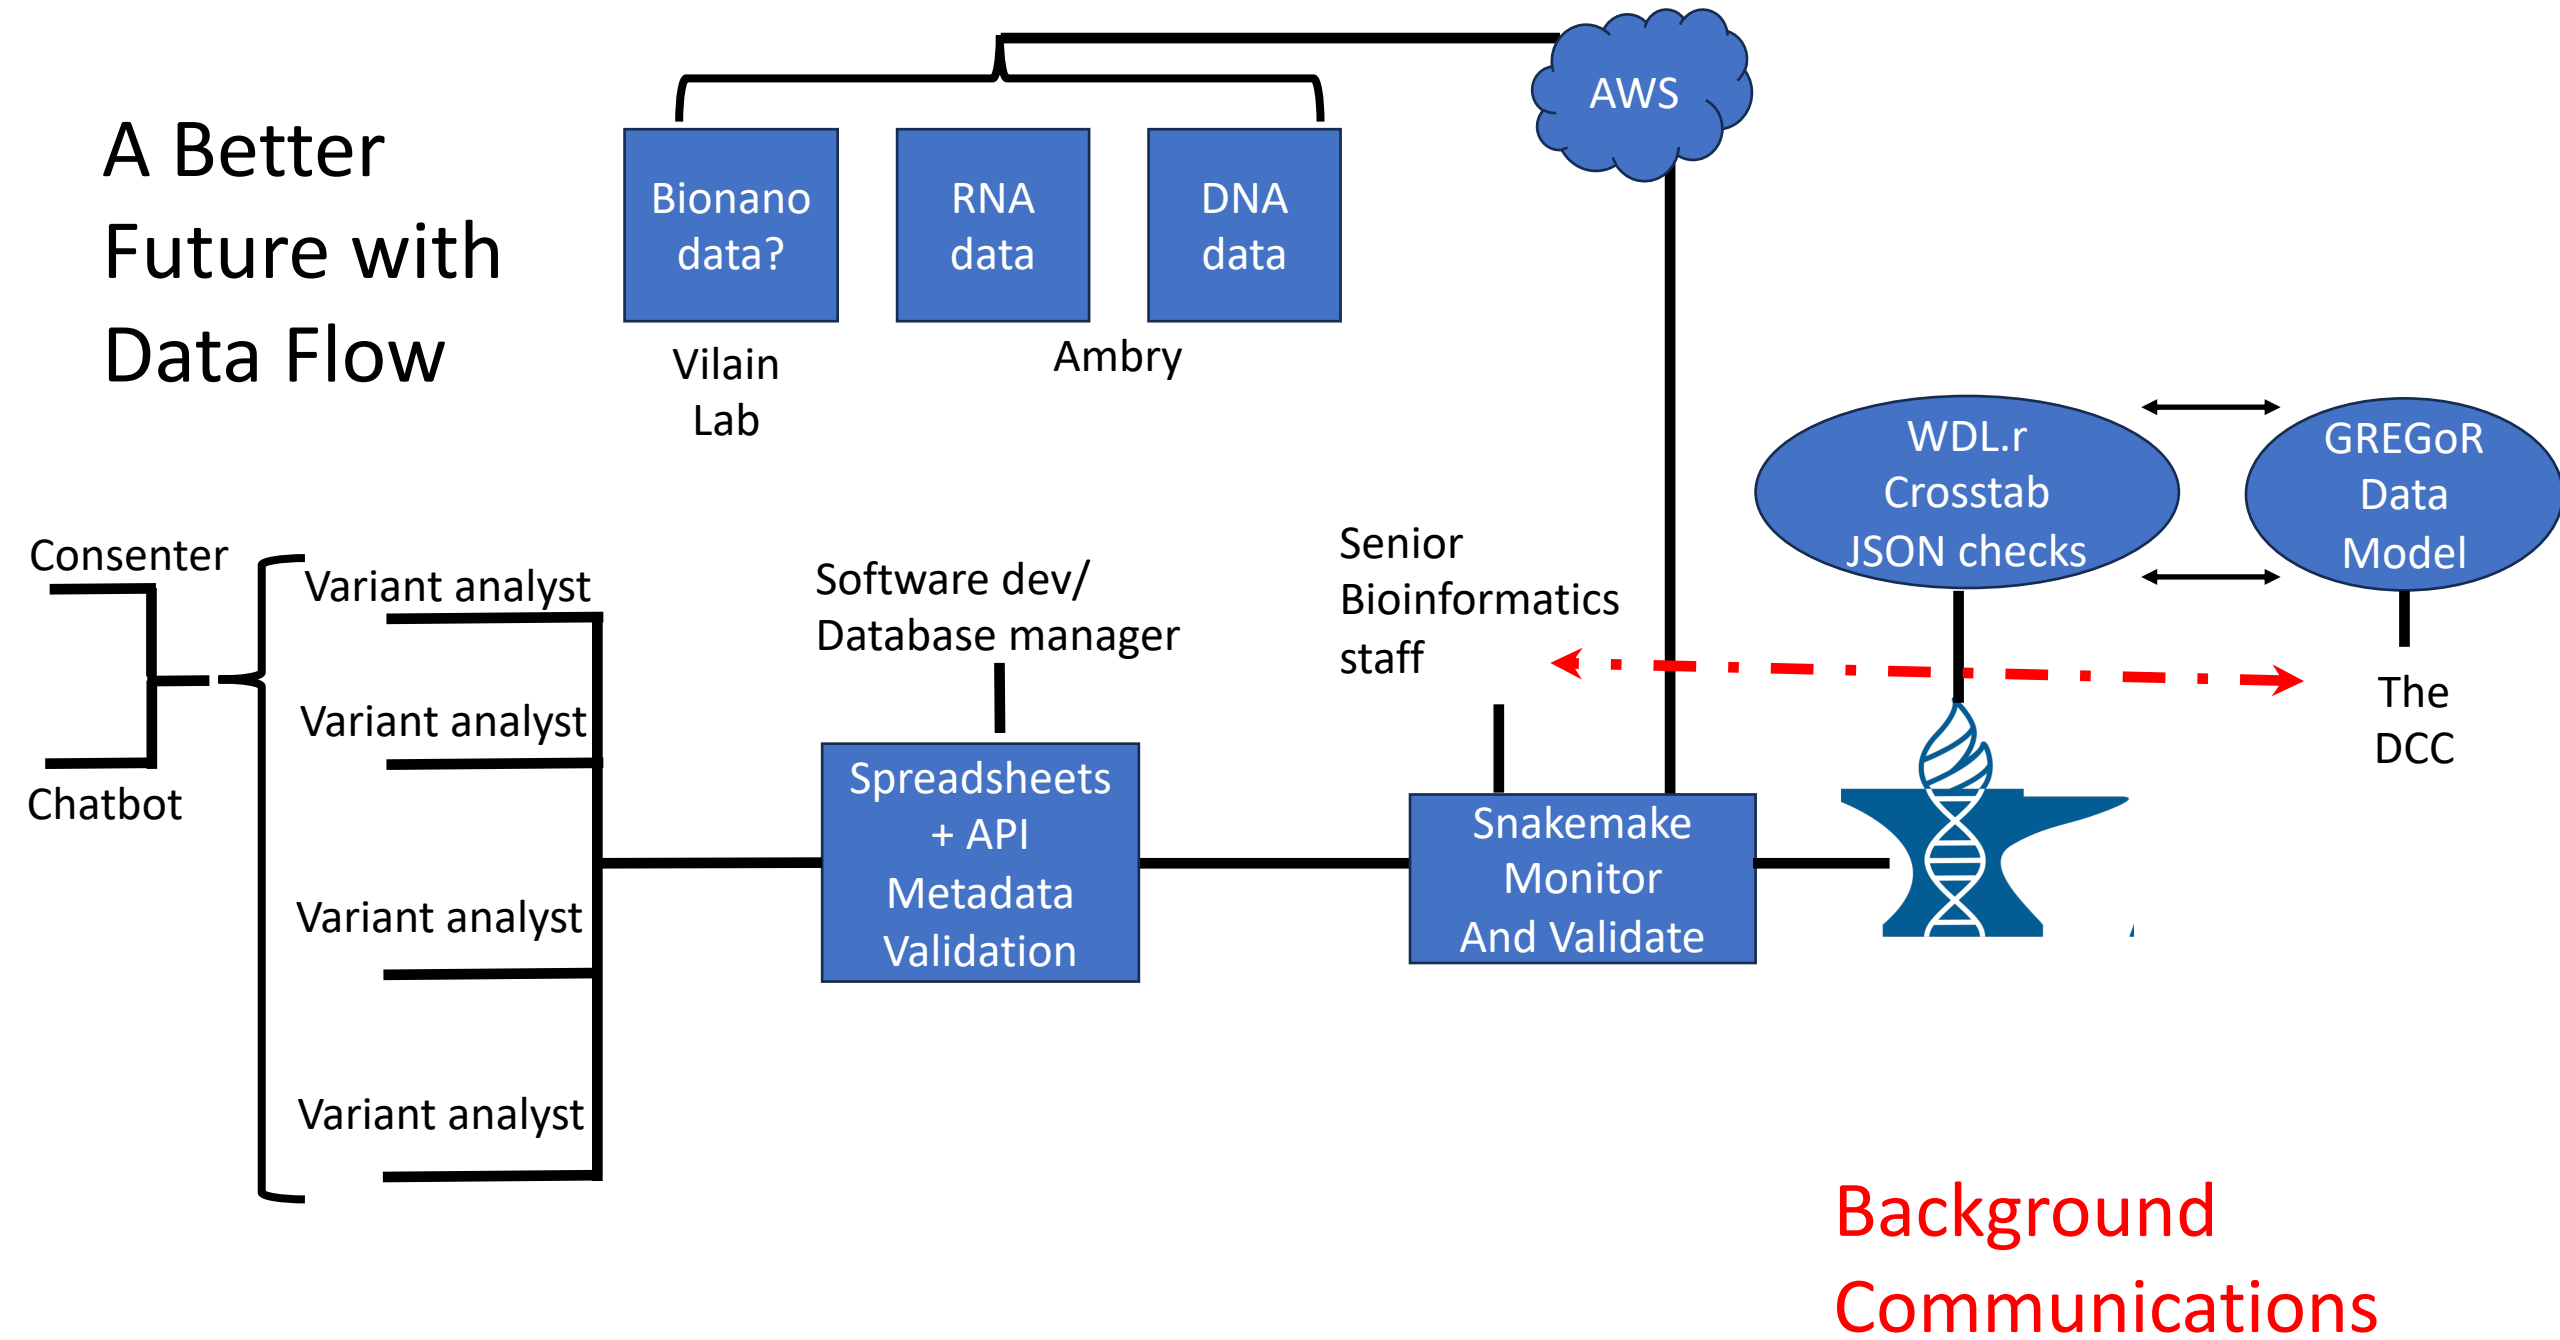 A Better
Future with
Data Flow
AWS
Bionano
data?
RNA
data
DNA
data
Vilain
Lab
Ambry
WDL.r
Crosstab
JSON checks
GREGoR
Data
Model
Consenter
Chatbot
Variant analyst
Variant analyst
Variant analyst
Variant analyst
Software dev/
Database manager
Senior
Bioinformatics
staff
The
DCC
Spreadsheets
+ API
Metadata
Validation
Snakemake
Monitor
And Validate
Background
Communications